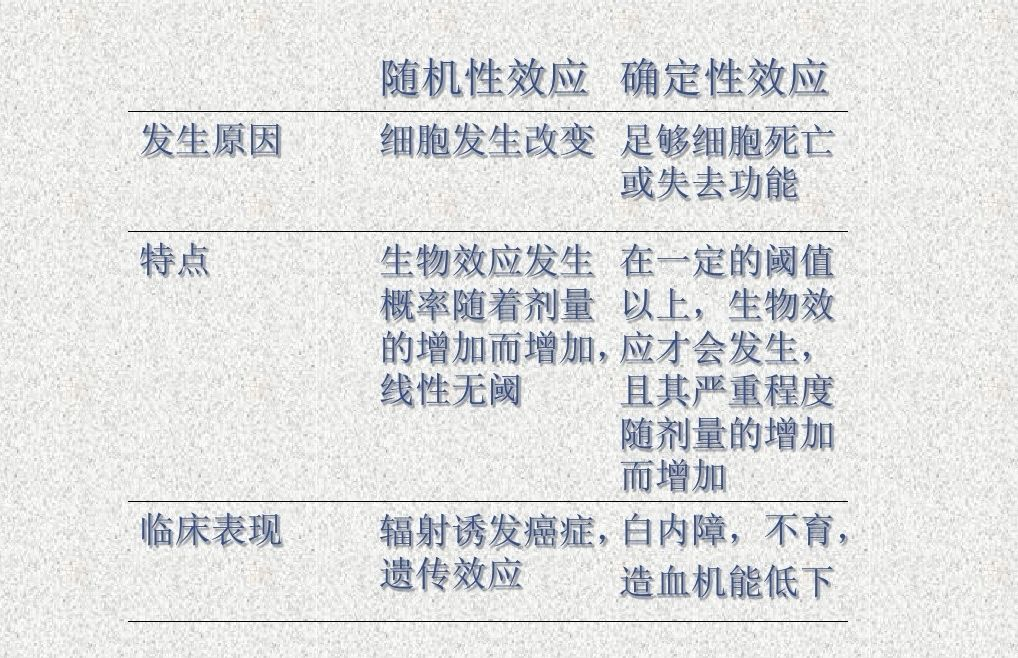 随机性效应 确定性效应
发生原因 细胞发生改变 足够细胞死亡
或失去功能
特点 生物效应发生 在一定的阈值
概率随着剂量 以上，生物效
的增加而增加， 应才会发生，
线性无阈 且其严重程度
随剂量的增加
而增加
临床表现 辐射诱发癌症， 白内障，不育，
遗传效应 造血机能低下